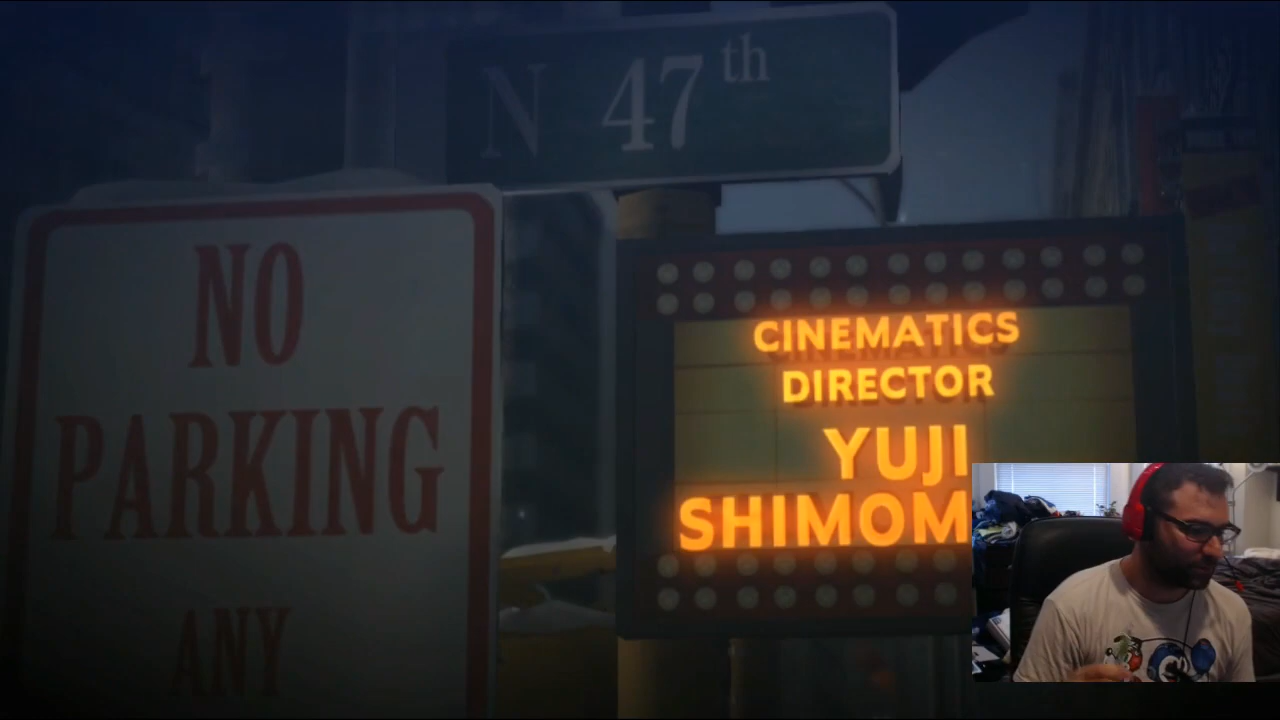 N 47th
NO
PARKING
ANY
CINEMATICS
DIRECTOR
YUJI
SHIMOM